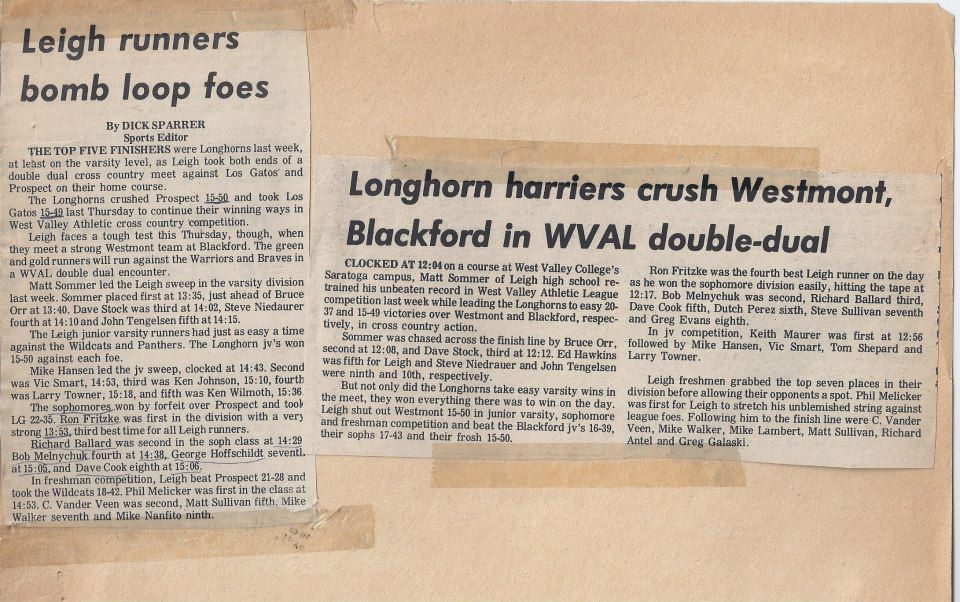 Leigh runners
bomb loop foes
By DICK SPARRER
Sports Editor
THE TOP FIVE FINISHERS were Longhorns last week,
at least on the varsity level, as Leigh took both ends of a
double dual cross country meet against Los Gatos and
Prospect on their home course.
The Longhorns crushed Prospect 15-50 and took Los
Gatos 15-49 last Thursday to continue their winning ways in
West Valley Athletic cross country competition.
Leigh faces a tough test this Thursday, though, when
they meet a strong Westmont team at Blackford. The green
and gold runners will run against the Warriors and Braves in
a WVAL double dual encounter.
Matt Sommer led the Leigh sweep in the varsity division
last week. Sommer placed first at 13:35, just ahead of Bruce
Orr at 13:40. Dave Stock was third at 14:02, Steve Niedaurer
fourth at 14:10 and John Tengelsen fifth at 14:15.
The Leigh junior varsity runners had just as easy a time
against the Wildcats and Panthers. The Longhorn jv's won
15-50 against each foe.
Mike Hansen led the jv sweep, clocked at 14:43. Second
was Vic Smart, 14:53, third was Ken Johnson, 15:10, fourth
was Larry Towner, 15:18, and fifth was Ken Wilmoth, 15:36.
The sophomores won by forfeit over Prospect and took
LG 22-35. Ron Fritzke was first in the division with a very
strong 13:53, third best time for all Leigh runners.
Richard Ballard was second in the soph class at 14:29
Bob Melnychuk fourth at 14:38, George Hoffschildt seventh
at 15:05, and Dave Cook eighth at 15:06.
In freshman competition, Leigh beat Prospect 21-28 and
took the Wildcats 18-42. Phil Melicker was first in the class at
14:53. C. Vander Veen was second, Matt Sullivan fifth, Mike
Walker seventh and Mike Nanfito ninth.
Longhorn harriers crush Westmont,
Blackford in WVAL double-dual
CLOCKED AT 12:04 on a course at West Valley College's
Saratoga campus, Matt Sommer of Leigh high school re-
trained his unbeaten record in West Valley Athletic League
competition last week while leading the Longhorns to easy 20-
37 and 15-49 victories over Westmont and Blackford, respec-
tively, in cross country action.
Sommer was chased across the finish line by Bruce Orr,
second at 12:08, and Dave Stock, third at 12:12. Ed Hawkins
was fifth for Leigh and Steve Niedrauer and John Tengelsen
were ninth and 10th, respectively.
But not only did the Longhorns take easy varsity wins in
the meet, they won everything there was to win on the day.
Leigh shut out Westmont 15-50 in junior varsity, sophomore
and freshman competition and beat the Blackford jv's 16-39,
their sophs 17-43 and their frosh 15-50.
Ron Fritzke was the fourth best Leigh runner on the day
as he won the sophomore division easily, hitting the tape at
12:17. Bob Melnychuk was second, Richard Ballard third,
Dave Cook fifth, Dutch Perez sixth, Steve Sullivan seventh
and Greg Evans eighth.
In jv competition, Keith Maurer was first at 12:56
followed by Mike Hansen, Vic Smart, Tom Shepard and
Larry Towner.
Leigh freshmen grabbed the top seven places in their
division before allowing their opponents a spot. Phil Melicker
was first for Leigh to stretch his unblemished string against
league foes. Following him to the finish line were C. Vander
Veen, Mike Walker, Mike Lambert, Matt Sullivan, Richard
Antel and Greg Galaski.